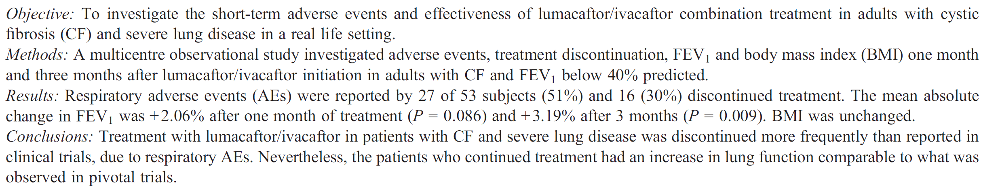 Objective: To investigate the short-term adverse events and effectiveness of lumacaftor/ivacaftor combination treatment in adults with cystic
fibrosis (CF) and severe lung disease in a real life setting.
Methods: A multicentre observational study investigated adverse events, treatment discontinuation, FEV₁ and body mass index (BMI) one month
and three months after lumacaftor/ivacaftor initiation in adults with CF and FEV₁ below 40% predicted.
Results: Respiratory adverse events (AEs) were reported by 27 of 53 subjects (51%) and 16 (30%) discontinued treatment. The mean absolute
change in FEV₁ was +2.06% after one month of treatment (P = 0.086) and +3.19% after 3 months (P = 0.009). BMI was unchanged.
Conclusions: Treatment with lumacaftor/ivacaftor in patients with CF and severe lung disease was discontinued more frequently than reported in
clinical trials, due to respiratory AEs. Nevertheless, the patients who continued treatment had an increase in lung function comparable to what was
observed in pivotal trials.